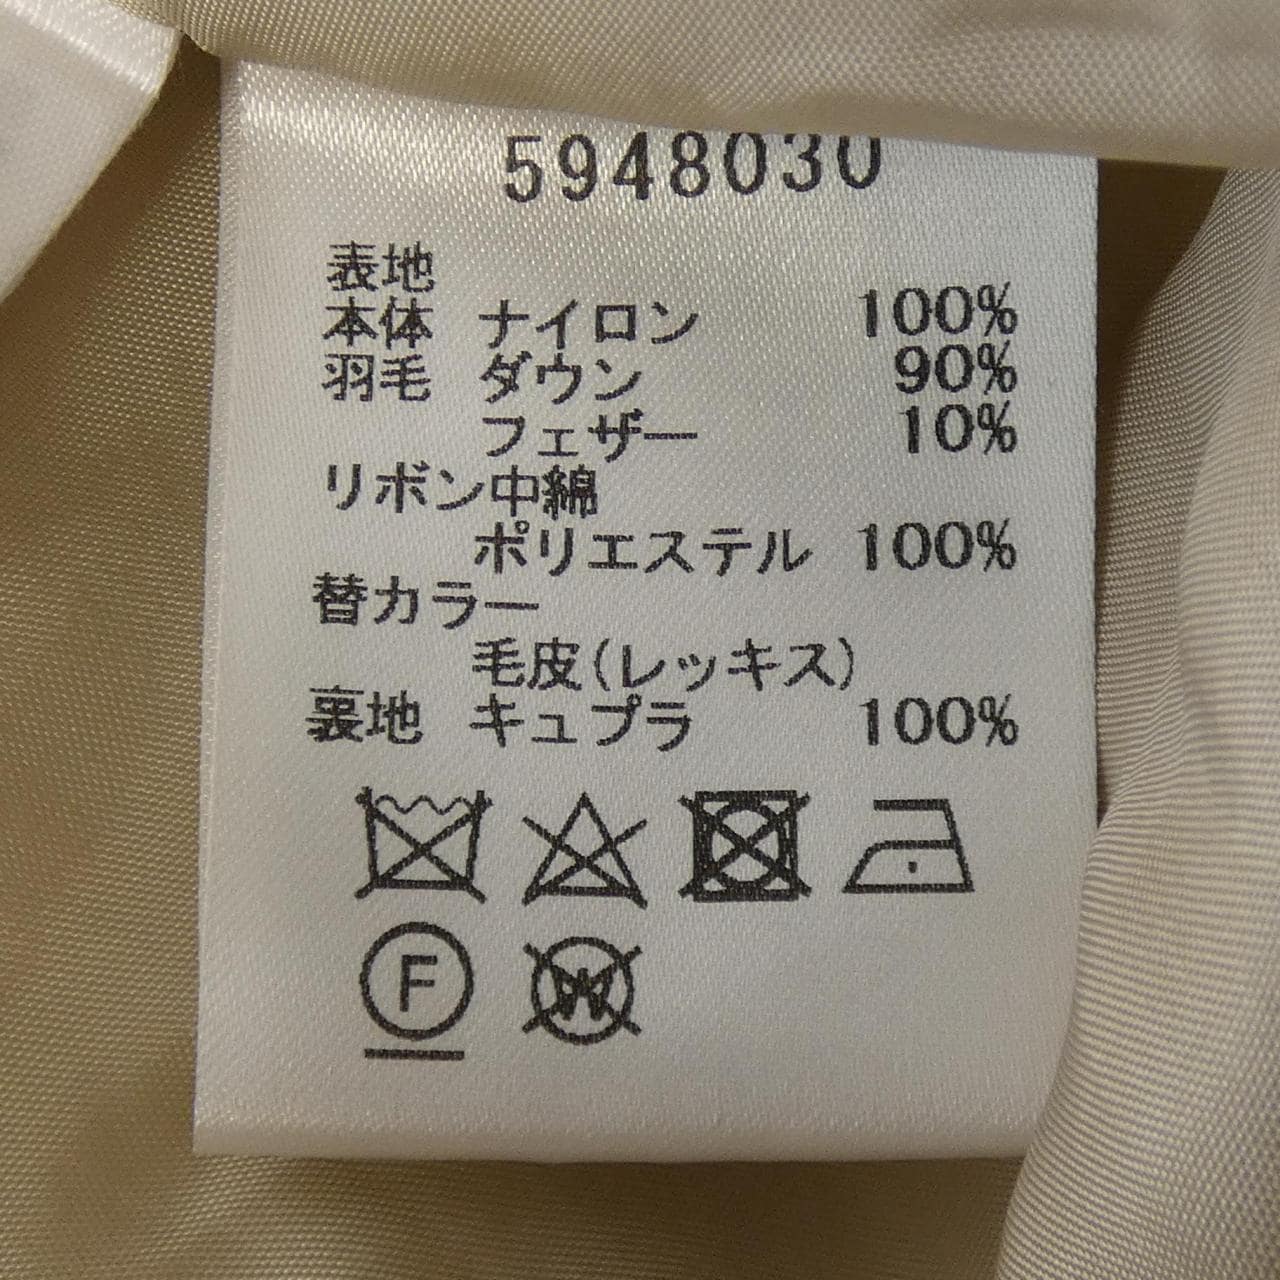 5948030
表地
本体 ナイロン 100%
羽毛 ダウン 90%
フェザー 10%
リボン中綿
ポリエステル 100%
替カラー
毛皮(レッキス)
裏地 キュプラ 100%
F
W